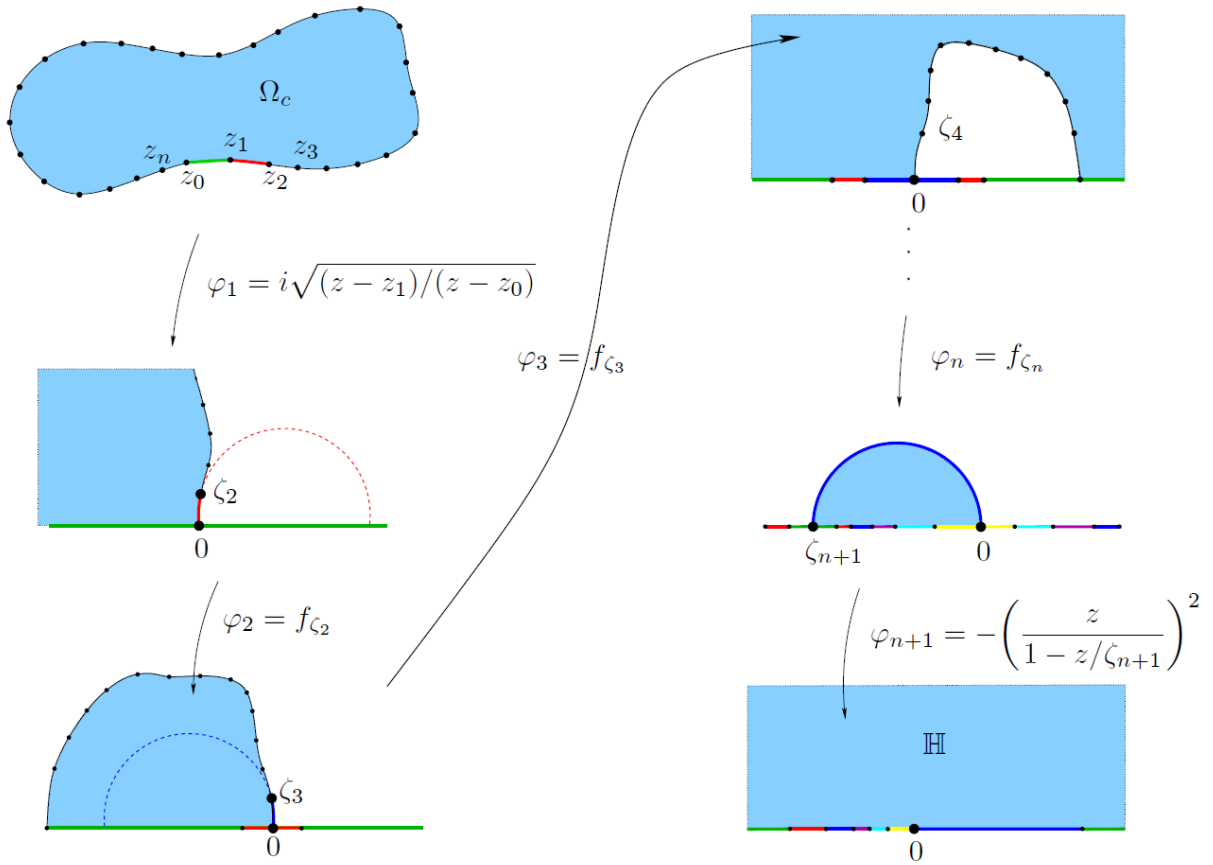 Ω_c
z_n z_1 z_3
z_0 z_2
φ_1 = i√((z − z_1)/(z − z_0))
ζ_2
0
φ_2 = f_{ζ_2}
ζ_3
0
φ_3 = f_{ζ_3}
ζ_4
0
φ_n = f_{ζ_n}
ζ_{n+1} 0
φ_{n+1} = −(z / (1 − z/ζ_{n+1}))^2
ℍ
0